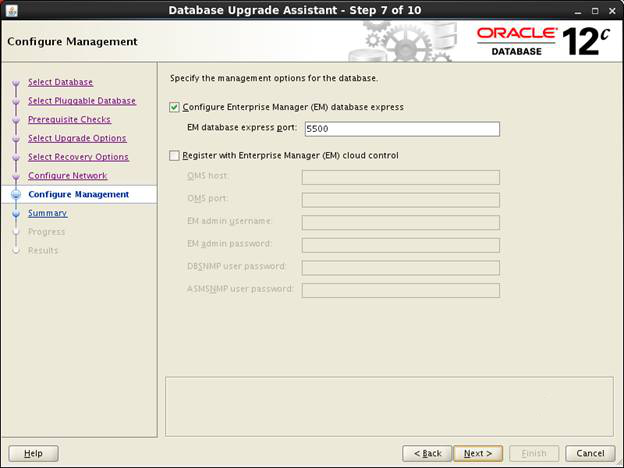 Database Upgrade Assistant - Step 7 of 10
Configure Management
ORACLE
DATABASE
12c
Select Database
Select Pluggable Database
Prerequisite Checks
Select Upgrade Options
Select Recovery Options
Configure Network
Configure Management
Summary
Progress
Results
Specify the management options for the database.
Configure Enterprise Manager (EM) database express
EM database express port: 5500
Register with Enterprise Manager (EM) cloud control
OMS host:
OMS port:
EM admin username:
EM admin password:
DBSNMP user password:
ASMSNMP user password:
Help
< Back
Next >
Finish
Cancel